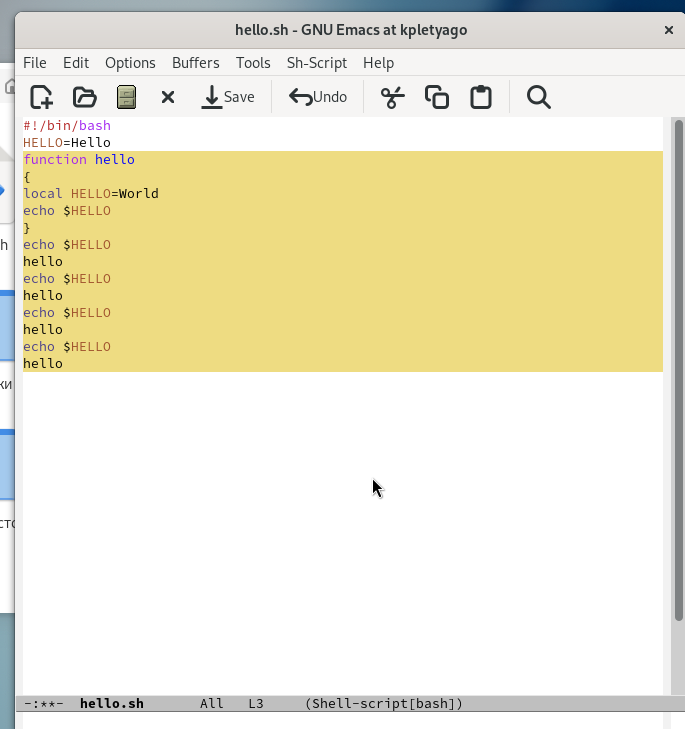 hello.sh - GNU Emacs at kpletyago
File Edit Options Buffers Tools Sh-Script Help
Save Undo
#!/bin/bash
HELLO=Hello
function hello
{
local HELLO=World
echo $HELLO
}
echo $HELLO
hello
echo $HELLO
hello
echo $HELLO
hello
echo $HELLO
hello
-:**- hello.sh All L3 (Shell-script[bash])